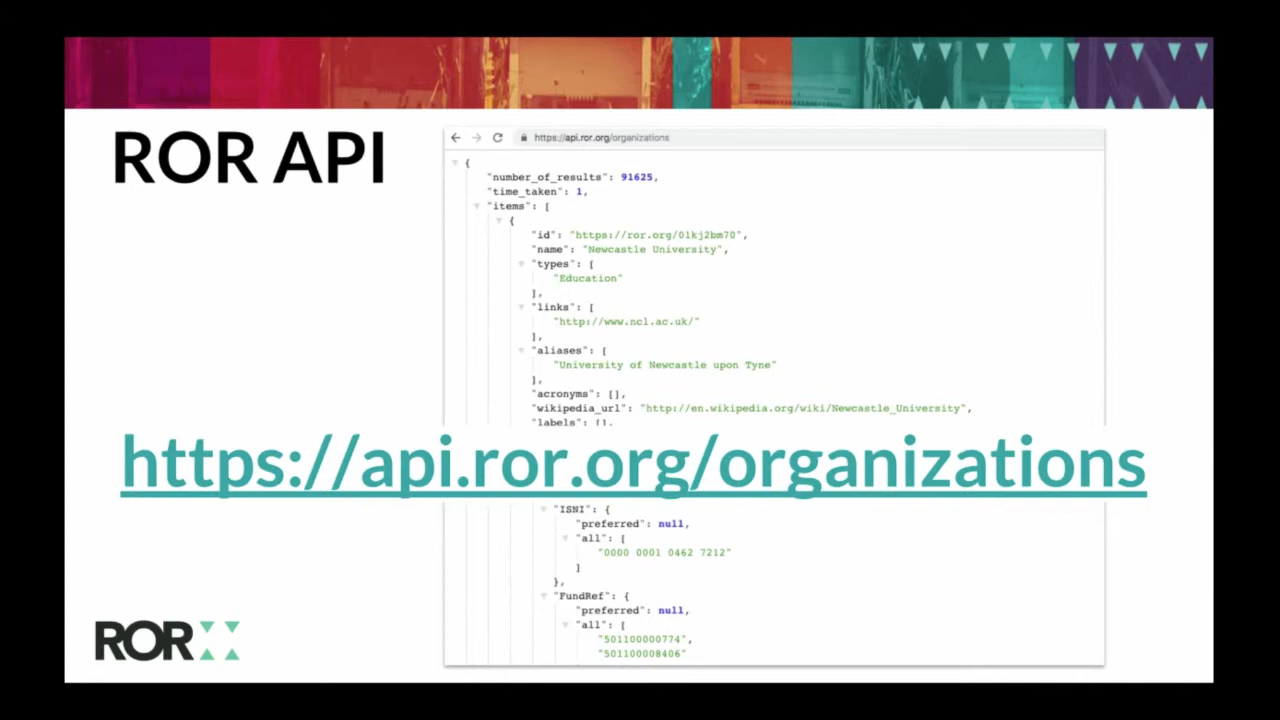 ROR API
https://api.ror.org/organizations
{
"number_of_results": 91625,
"time_taken": 1,
"items": [
{
"id": "https://ror.org/01kj2bm70",
"name": "Newcastle University",
"types": [
"Education"
],
"links": [
"http://www.ncl.ac.uk/"
],
"aliases": [
"University of Newcastle upon Tyne"
],
"acronyms": [],
"wikipedia_url": "http://en.wikipedia.org/wiki/Newcastle_University",
"labels": [],
https://api.ror.org/organizations
"ISNI": {
"preferred": null,
"all": [
"0000 0001 0462 7212"
]
},
"FundRef": {
"preferred": null,
"all": [
"501100000774",
"501100008406"
ROR